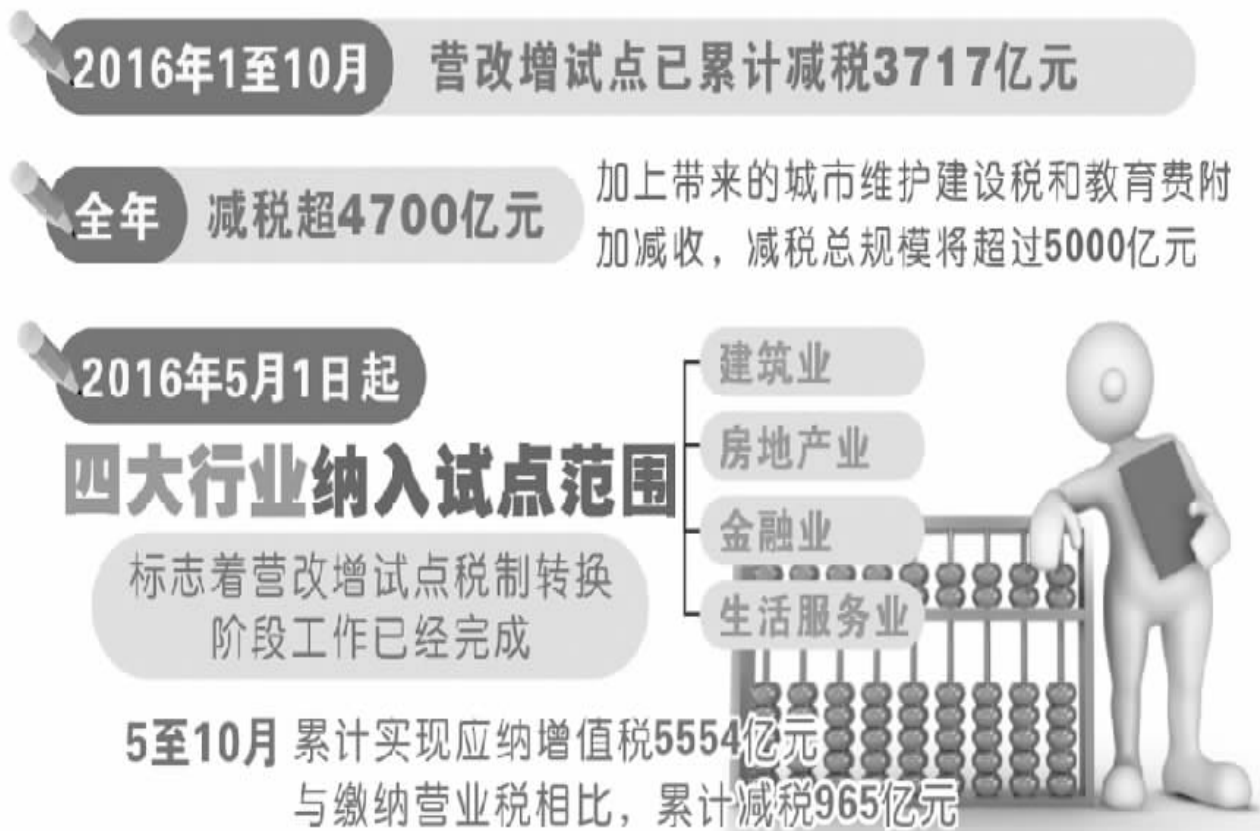 2016年1至10月 营改增试点已累计减税3717亿元
全年 减税超4700亿元
加上带来的城市维护建设税和教育费附
加减收，减税总规模将超过5000亿元
2016年5月1日起
四大行业纳入试点范围
建筑业
房地产业
金融业
生活服务业
标志着营改增试点税制转换
阶段工作已经完成
5至10月 累计实现应纳增值税5554亿元
与缴纳营业税相比，累计减税965亿元